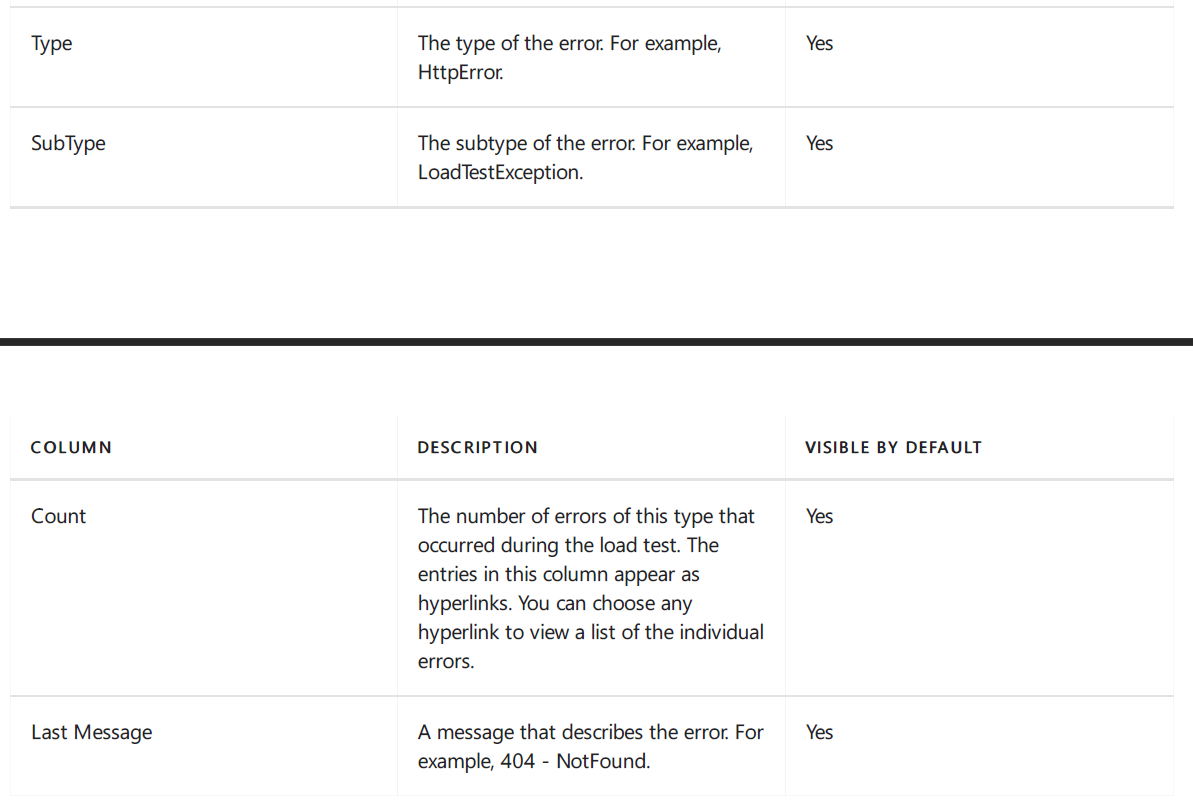 Type
The type of the error. For example,
HttpError.
Yes
SubType
The subtype of the error. For example,
LoadTestException.
Yes
COLUMN
DESCRIPTION
VISIBLE BY DEFAULT
Count
The number of errors of this type that
occurred during the load test. The
entries in this column appear as
hyperlinks. You can choose any
hyperlink to view a list of the individual
errors.
Yes
Last Message
A message that describes the error. For
example, 404 - NotFound.
Yes